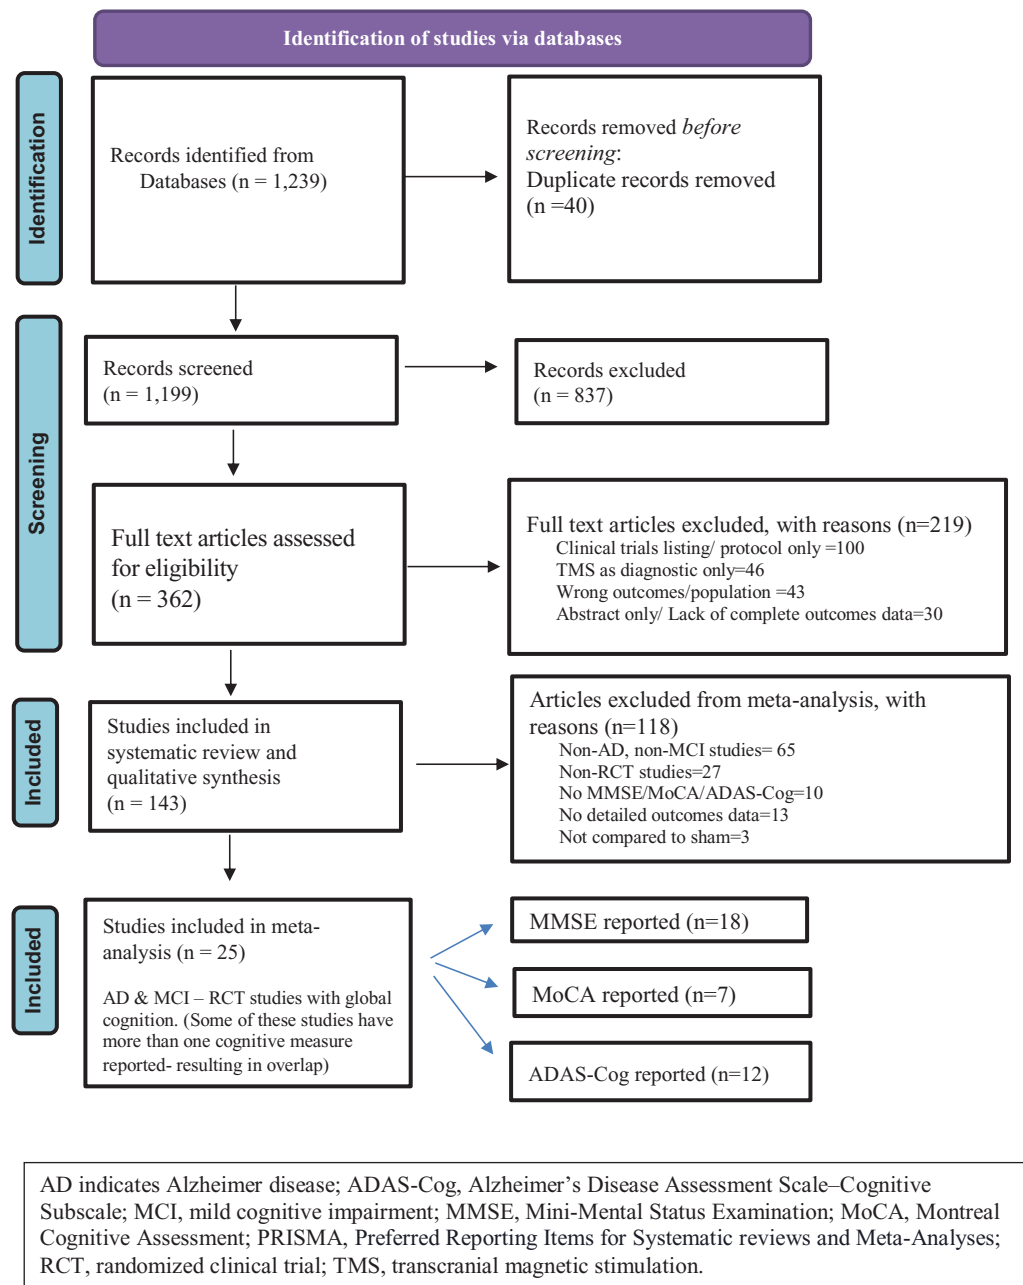 Identification of studies via databases
Identification
Records identified from
Databases (n = 1,239)
Records removed before
screening:
Duplicate records removed
(n =40)
Screening
Records screened
(n = 1,199)
Records excluded
(n = 837)
Full text articles assessed
for eligibility
(n = 362)
Full text articles excluded, with reasons (n=219)
Clinical trials listing/ protocol only =100
TMS as diagnostic only=46
Wrong outcomes/population =43
Abstract only/ Lack of complete outcomes data=30
Included
Studies included in
systematic review and
qualitative synthesis
(n = 143)
Articles excluded from meta-analysis, with
reasons (n=118)
Non-AD, non-MCI studies= 65
Non-RCT studies=27
No MMSE/MoCA/ADAS-Cog=10
No detailed outcomes data=13
Not compared to sham=3
Included
Studies included in meta-
analysis (n = 25)
AD & MCI – RCT studies with global
cognition. (Some of these studies have
more than one cognitive measure
reported- resulting in overlap)
MMSE reported (n=18)
MoCA reported (n=7)
ADAS-Cog reported (n=12)
AD indicates Alzheimer disease; ADAS-Cog, Alzheimer’s Disease Assessment Scale–Cognitive
Subscale; MCI, mild cognitive impairment; MMSE, Mini-Mental Status Examination; MoCA, Montreal
Cognitive Assessment; PRISMA, Preferred Reporting Items for Systematic reviews and Meta-Analyses;
RCT, randomized clinical trial; TMS, transcranial magnetic stimulation.